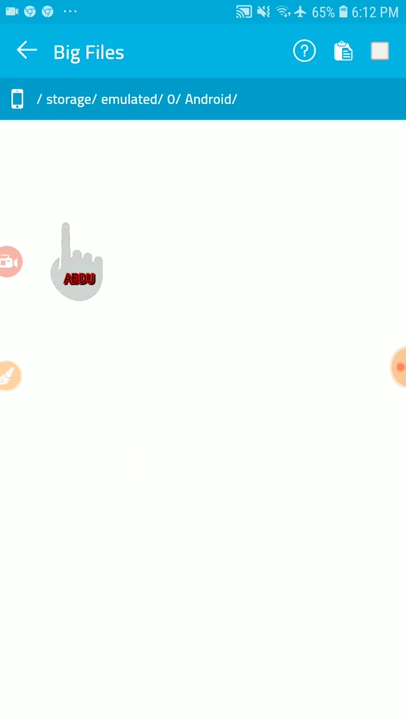 65% 6:12 PM
Big Files
/ storage/ emulated/ 0/ Android/
ABDU